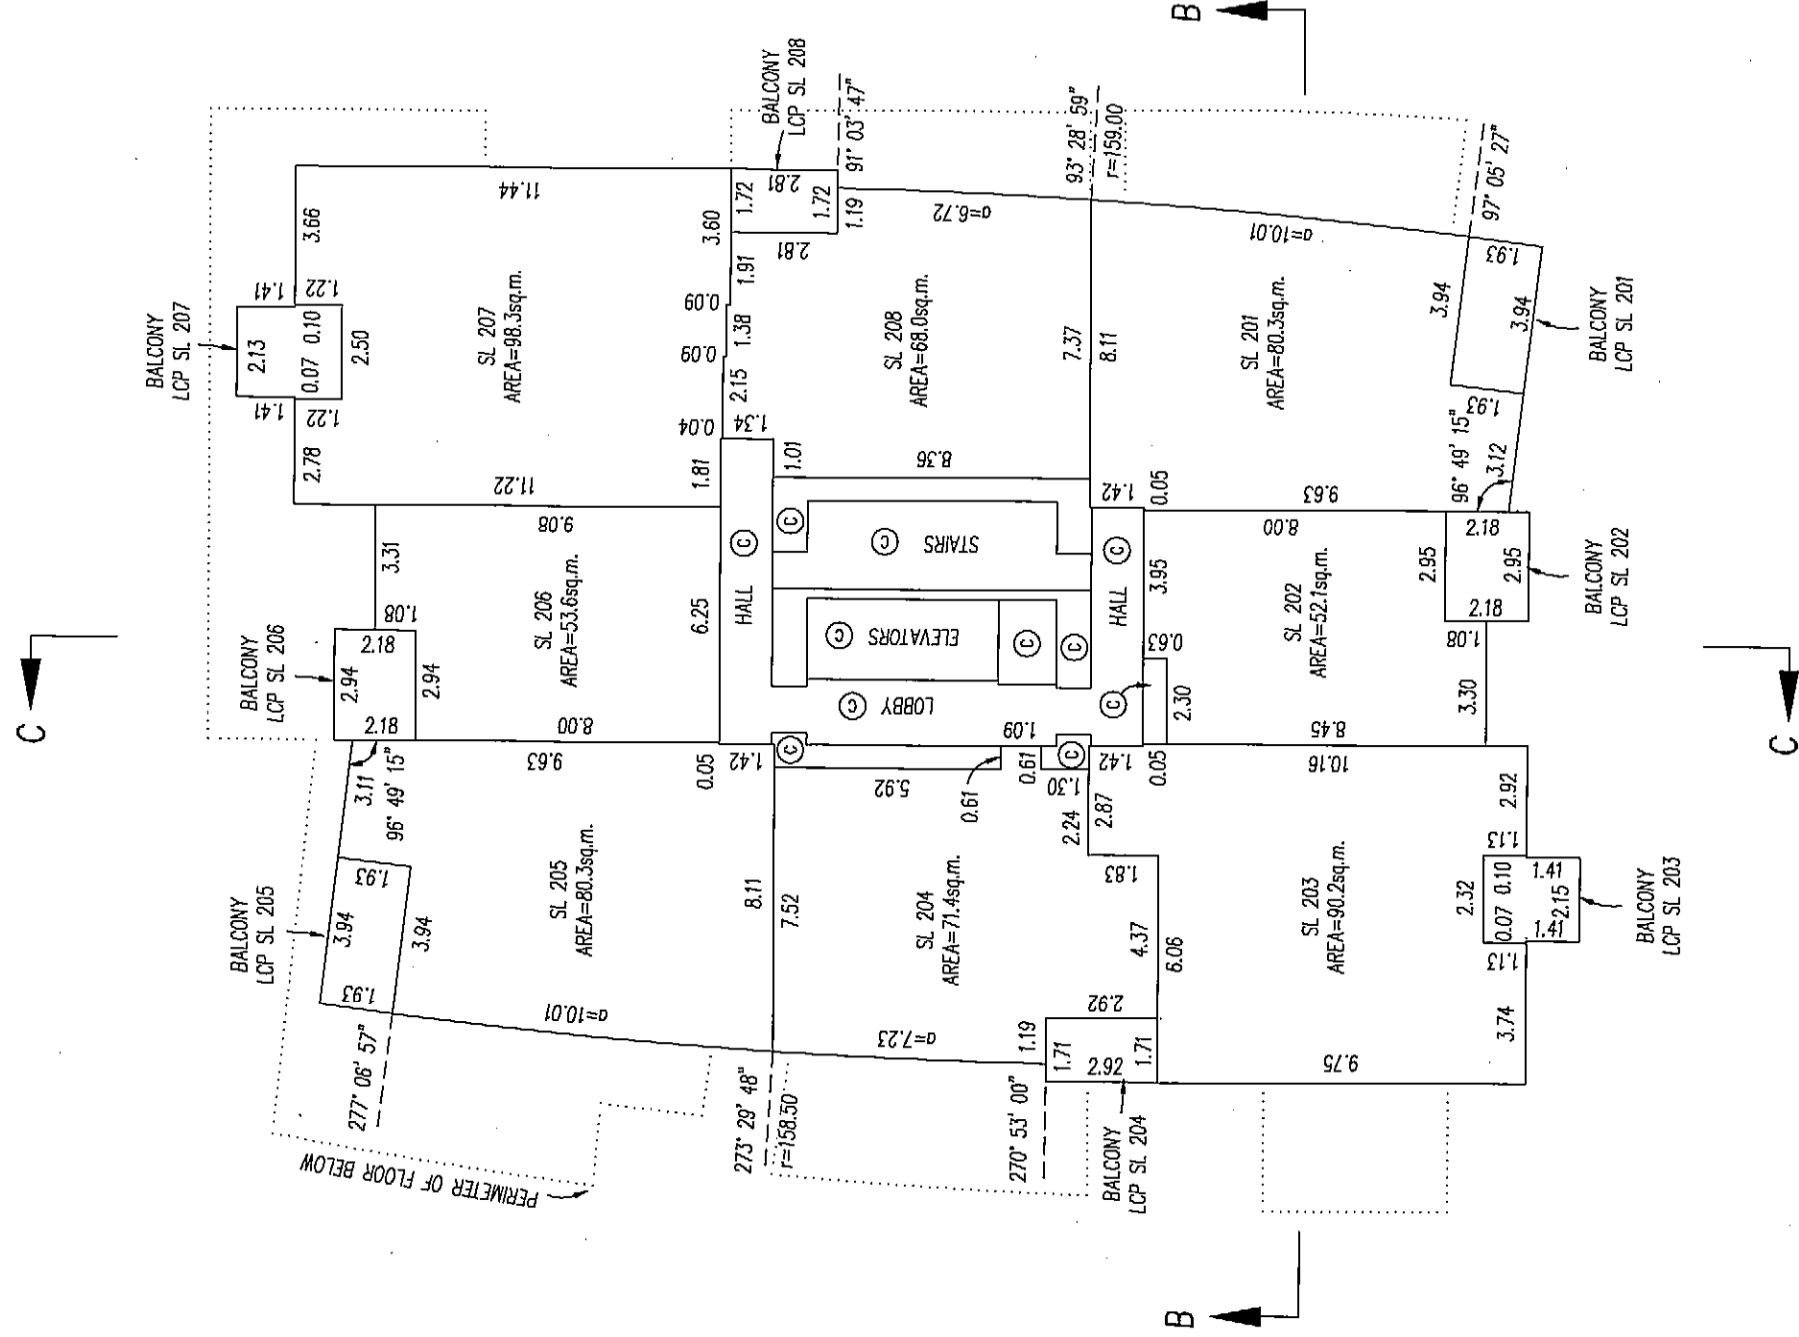 B
C
BALCONY
LCP SL 208
91° 03' 47"
93° 28' 59"
r=159.00
97° 05' 27"
BALCONY
LCP SL 207
1.41
2.13
1.41
3.66
1.22
0.07 0.10
2.50
1.22
2.78
11.44
SL 207
AREA=98.3sq.m.
11.22
3.60
1.91
0.09
1.38
0.09
2.15
0.04
1.34
1.81
1.72
2.81
1.72
2.81
1.19
a=6.72
SL 208
AREA=68.0sq.m.
7.37
8.36
1.01
a=10.01
8.11
SL 201
AREA=80.3sq.m.
9.63
1.42
0.05
1.93
3.94
3.94
1.93
96° 49' 15"
3.12
BALCONY
LCP SL 201
BALCONY
LCP SL 206
2.94
2.18
1.08
3.31
2.94
2.18
9.08
SL 206
AREA=53.6sq.m.
8.00
6.25
HALL
C
C
STAIRS
C
ELEVATORS
C
C
C
LOBBY
C
C
C
HALL
C
C
1.09
3.95
0.63
2.30
8.00
SL 202
AREA=52.1sq.m.
8.45
2.95
2.18
2.95
2.18
1.08
3.30
BALCONY
LCP SL 202
BALCONY
LCP SL 205
3.11
96° 49' 15"
1.93
3.94
3.94
1.93
9.63
SL 205
AREA=80.3sq.m.
a=10.01
0.05
1.42
8.11
7.52
5.92
0.61
0.61
1.30
1.42
0.05
2.24
2.87
SL 204
AREA=71.4sq.m.
a=7.23
1.83
4.37
6.06
2.92
1.19
1.71
2.62
1.71
10.16
SL 203
AREA=90.2sq.m.
9.75
2.92
1.13
2.32
0.07 0.10
1.41
2.15
1.41
1.13
3.74
BALCONY
LCP SL 203
277° 06' 57"
273° 29' 48"
r=158.50
270° 53' 00"
BALCONY
LCP SL 204
PERIMETER OF FLOOR BELOW
B
C